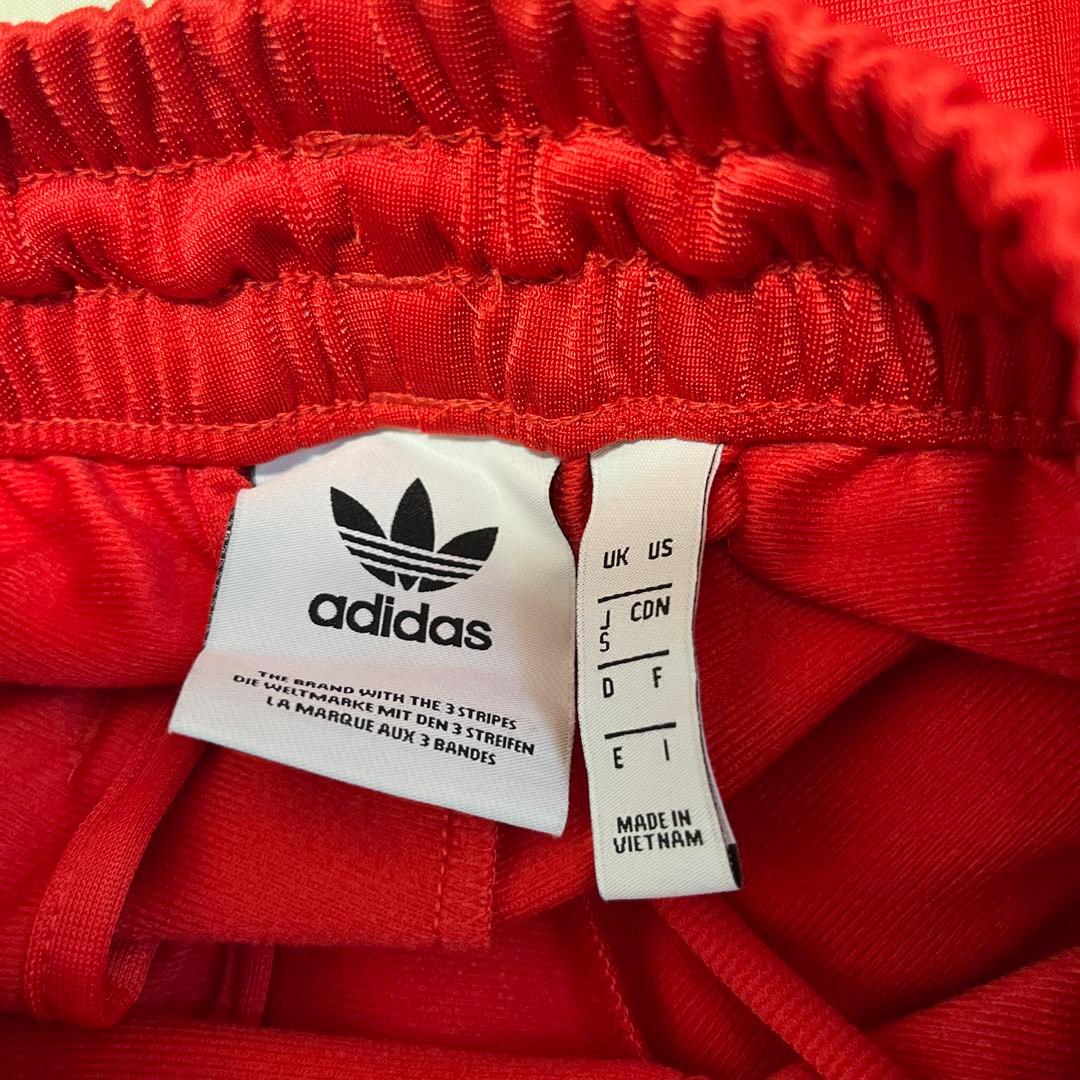 adidas
THE BRAND WITH THE 3 STRIPES
DIE WELTMARKE MIT DEN 3 STREIFEN
LA MARQUE AUX 3 BANDES
UK US
J CDN
S
D F
E I
MADE IN
VIETNAM